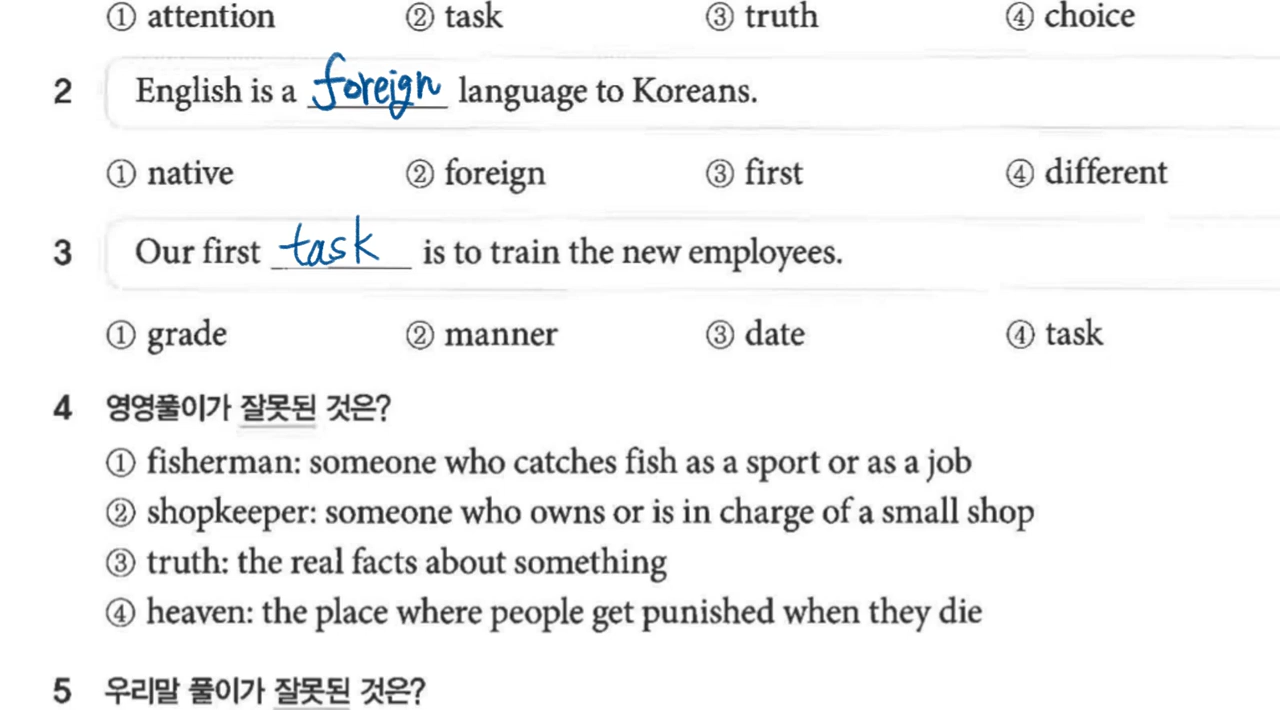 ① attention ② task ③ truth ④ choice
2 English is a foreign language to Koreans.
① native ② foreign ③ first ④ different
3 Our first task is to train the new employees.
① grade ② manner ③ date ④ task
4 영영풀이가 잘못된 것은?
① fisherman: someone who catches fish as a sport or as a job
② shopkeeper: someone who owns or is in charge of a small shop
③ truth: the real facts about something
④ heaven: the place where people get punished when they die
5 우리말 풀이가 잘못된 것은?